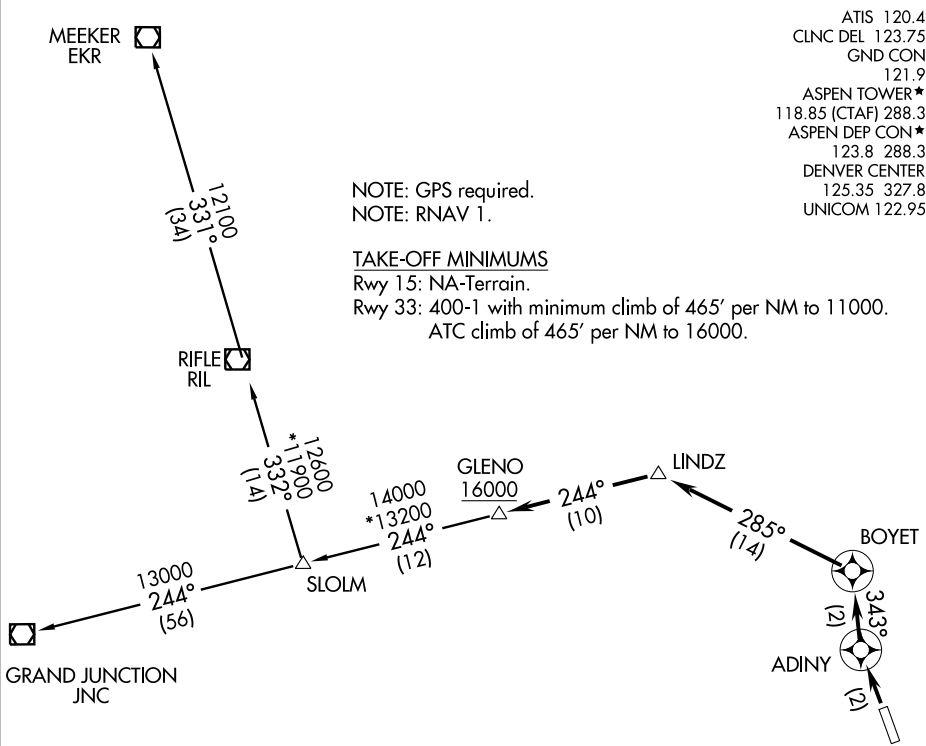 ATIS 120.4
CLNC DEL 123.75
GND CON
121.9
ASPEN TOWER★
118.85 (CTAF) 288.3
ASPEN DEP CON★
123.8 288.3
DENVER CENTER
125.35 327.8
UNICOM 122.95
MEEKER
EKR
12100
331°
(34)
NOTE: GPS required.
NOTE: RNAV 1.
TAKE-OFF MINIMUMS
Rwy 15: NA-Terrain.
Rwy 33: 400-1 with minimum climb of 465' per NM to 11000.
ATC climb of 465' per NM to 16000.
RIFLE
RIL
12600
*11900
332°
(14)
GLENO
16000
LINDZ
244°
(10)
14000
*13200
244°
(12)
285°
(14)
BOYET
SLOLM
13000
244°
(56)
343°
(2)
ADINY
(2)
GRAND JUNCTION
JNC